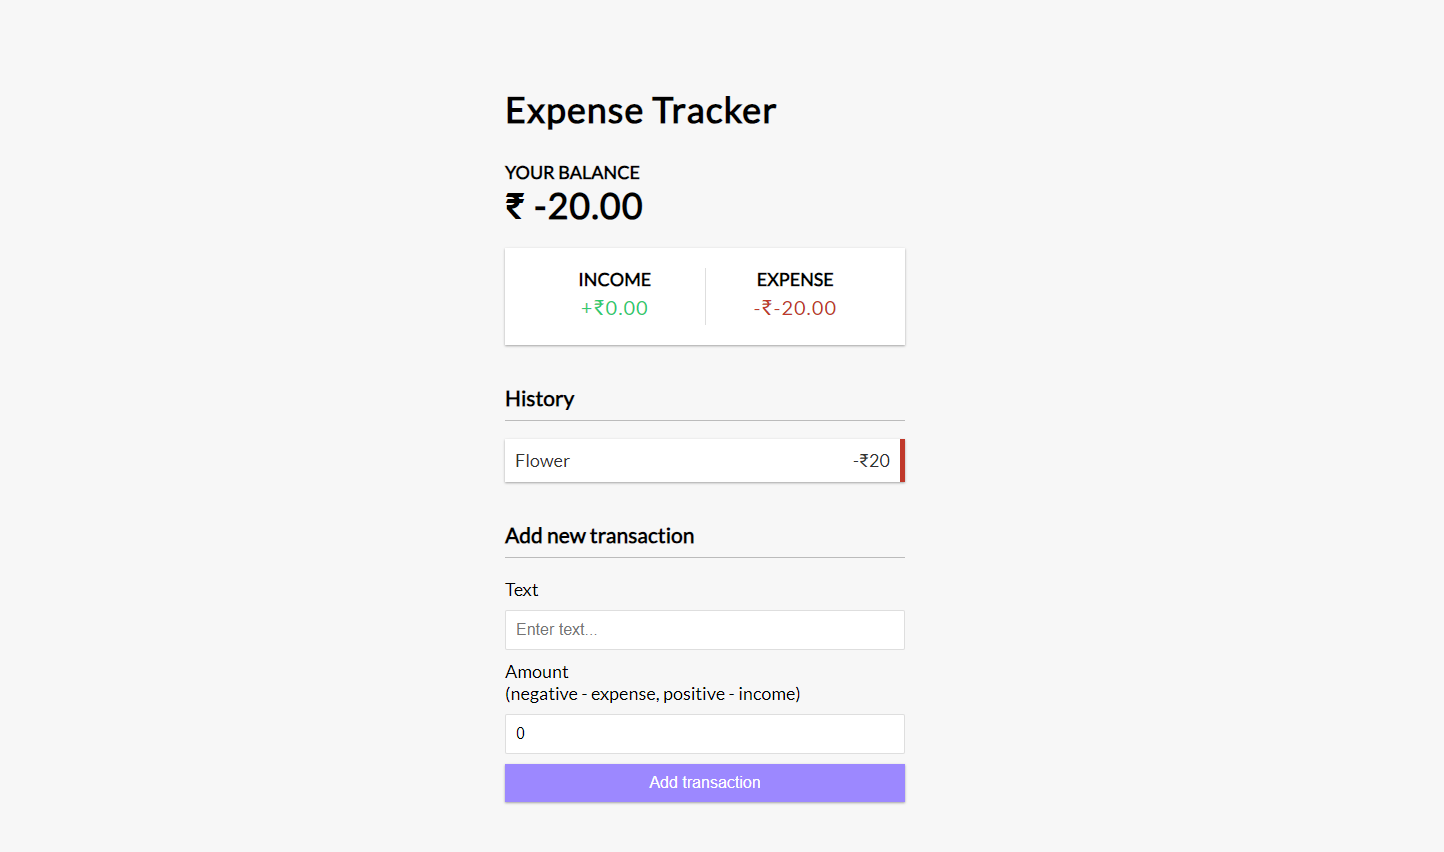 Expense Tracker
YOUR BALANCE
₹ -20.00
INCOME
EXPENSE
+₹0.00
-₹-20.00
History
Flower
-₹20
Add new transaction
Text
Enter text...
Amount
(negative - expense, positive - income)
0
Add transaction